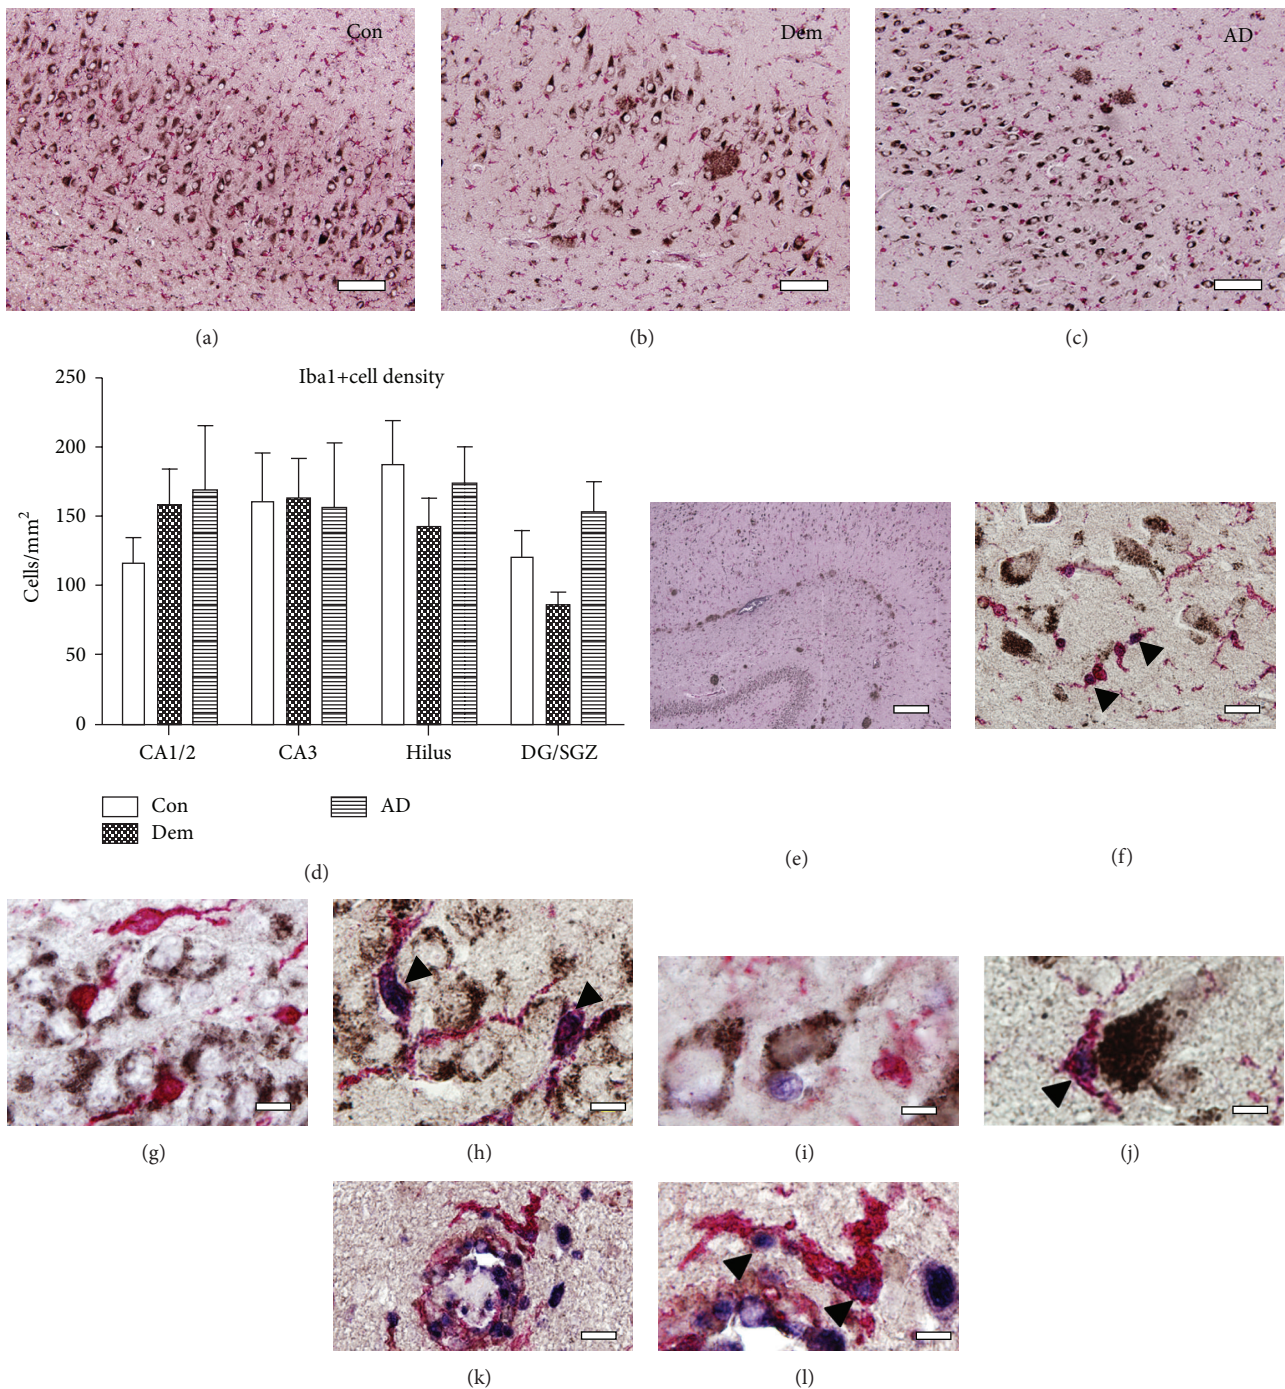 Con
Dem
AD
(a)
(b)
(c)
Iba1+cell density
250
200
150
100
50
0
Cells/mm²
CA1/2
CA3
Hilus
DG/SGZ
Con
AD
Dem
(d)
(e)
(f)
(g)
(h)
(i)
(j)
(k)
(l)